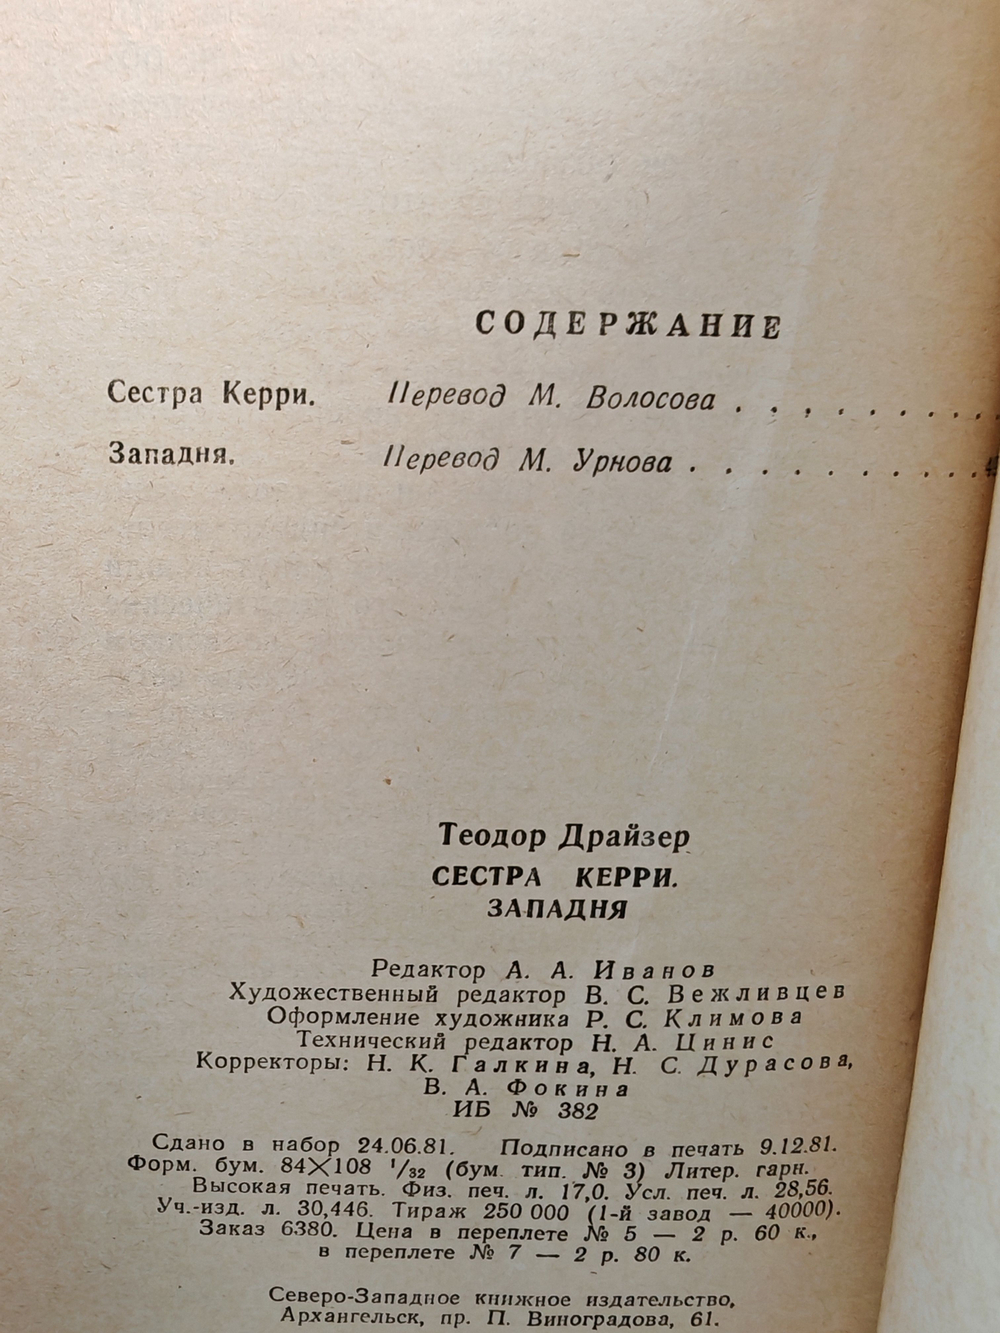 СОДЕРЖАНИЕ
Сестра Керри. Перевод М. Волосова . . . . . . . . .
Западня. Перевод М. Урнова . . . . . . . . .
Теодор Драйзер
СЕСТРА КЕРРИ.
ЗАПАДНЯ
Редактор А. А. Иванов
Художественный редактор В. С. Вежливцев
Оформление художника Р. С. Климова
Технический редактор Н. А. Цинис
Корректоры: Н. К. Галкина, Н. С. Дурасова,
В. А. Фокина
ИБ № 382
Сдано в набор 24.06.81. Подписано в печать 9.12.81.
Форм. бум. 84×108 1/32 (бум. тип. № 3) Литер. гарн.
Высокая печать. Физ. печ. л. 17,0. Усл. печ. л. 28,56.
Уч.-изд. л. 30,446. Тираж 250 000 (1-й завод — 40000).
Заказ 6380. Цена в переплете № 5 — 2 р. 60 к.,
в переплете № 7 — 2 р. 80 к.
Северо-Западное книжное издательство,
Архангельск, пр. П. Виноградова, 61.